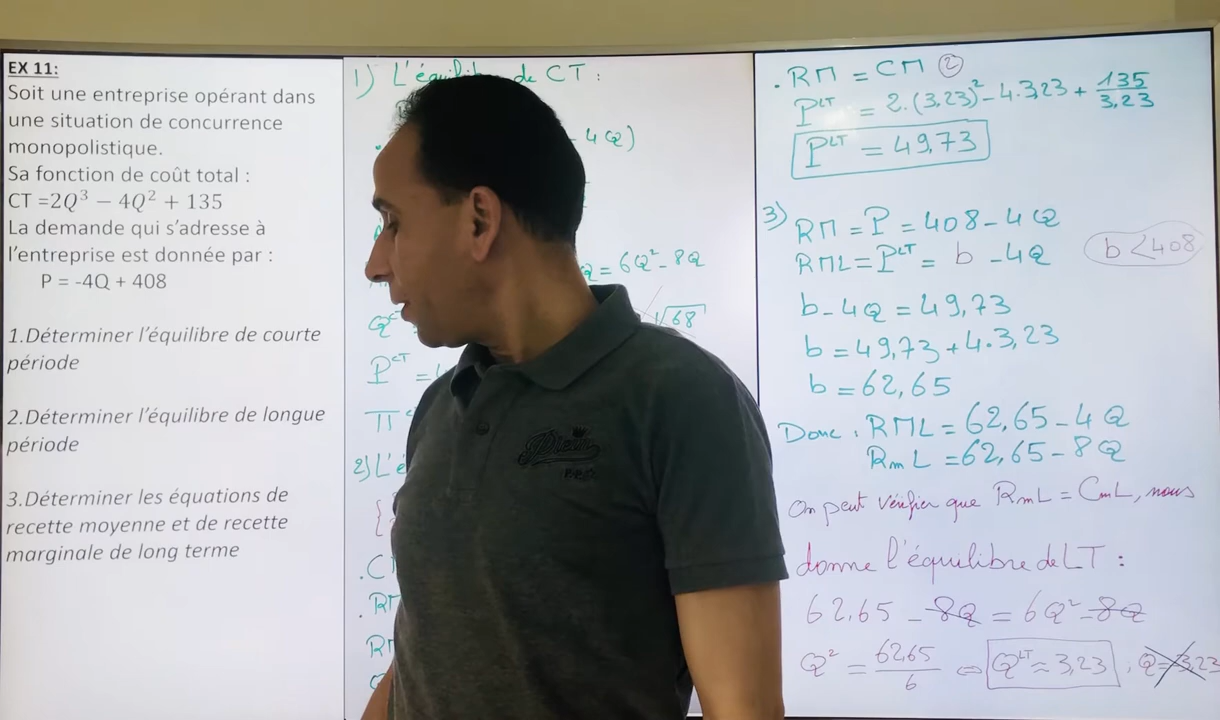 EX 11:
Soit une entreprise opérant dans
une situation de concurrence
monopolistique.
Sa fonction de coût total :
CT =2Q³ − 4Q² + 135
La demande qui s'adresse à
l'entreprise est donnée par :
P = -4Q + 408
1.Déterminer l'équilibre de courte
période
2.Déterminer l'équilibre de longue
période
3.Déterminer les équations de
recette moyenne et de recette
marginale de long terme
1) L'équilibre de CT :
4Q)
Q = 6Q² - 8Q
√68
P^CT =
2) L'é
. RM = CM ②
P^LT = 2.(3,23)² - 4.3,23 + 135/3,23
P^LT = 49,73
3) RM = P = 408 - 4Q
RML = P^LT = b - 4Q
b < 408
b - 4Q = 49,73
b = 49,73 + 4.3,23
b = 62,65
Donc : RML = 62,65 - 4Q
RmL = 62,65 - 8Q
On peut vérifier que RmL = CmL, nous
donne l'équilibre de LT :
62,65 - 8Q = 6Q² - 8Q
Q² = 62,65/6 ⇔ Q^LT ≈ 3,23 , Q = -3,23
Plein